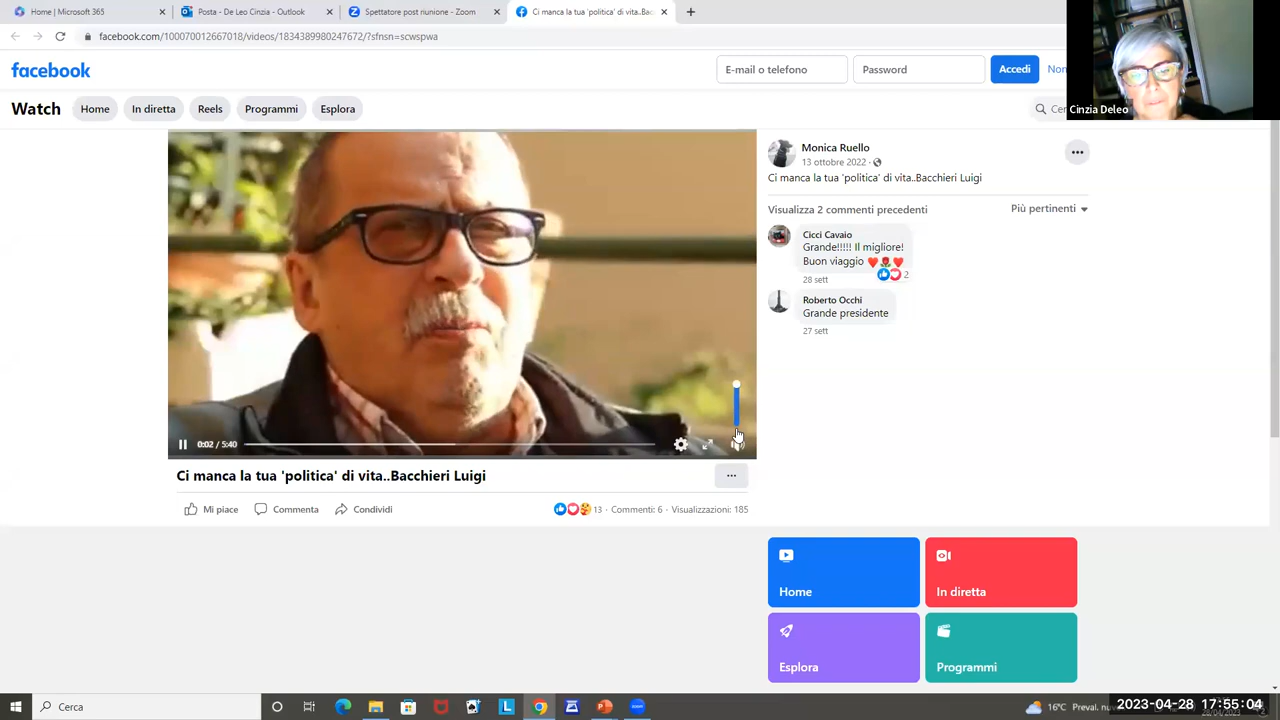 Home | Microsoft 365
Posta - De Leo Cinzia - Outlook
Spettatore post riunione - Zoom
Ci manca la tua 'politica' di vita..Bac
facebook.com/100070012667018/videos/1834389980247672/?sfnsn=scwspwa
facebook
E-mail o telefono
Password
Accedi
Non
Cinzia Deleo
Watch
Home
In diretta
Reels
Programmi
Esplora
Cer
Monica Ruello
13 ottobre 2022 ·
Ci manca la tua 'politica' di vita..Bacchieri Luigi
Visualizza 2 commenti precedenti
Più pertinenti
Cicci Cavaio
Grande!!!!! Il migliore!
Buon viaggio ❤️🌹❤️
2
28 sett
Roberto Occhi
Grande presidente
27 sett
0:02 / 5:40
Ci manca la tua 'politica' di vita..Bacchieri Luigi
Mi piace
Commenta
Condividi
13 · Commenti: 6 · Visualizzazioni: 185
Home
In diretta
Esplora
Programmi
Cerca
16°C Preval. nuv
2023-04-28 17:55:04